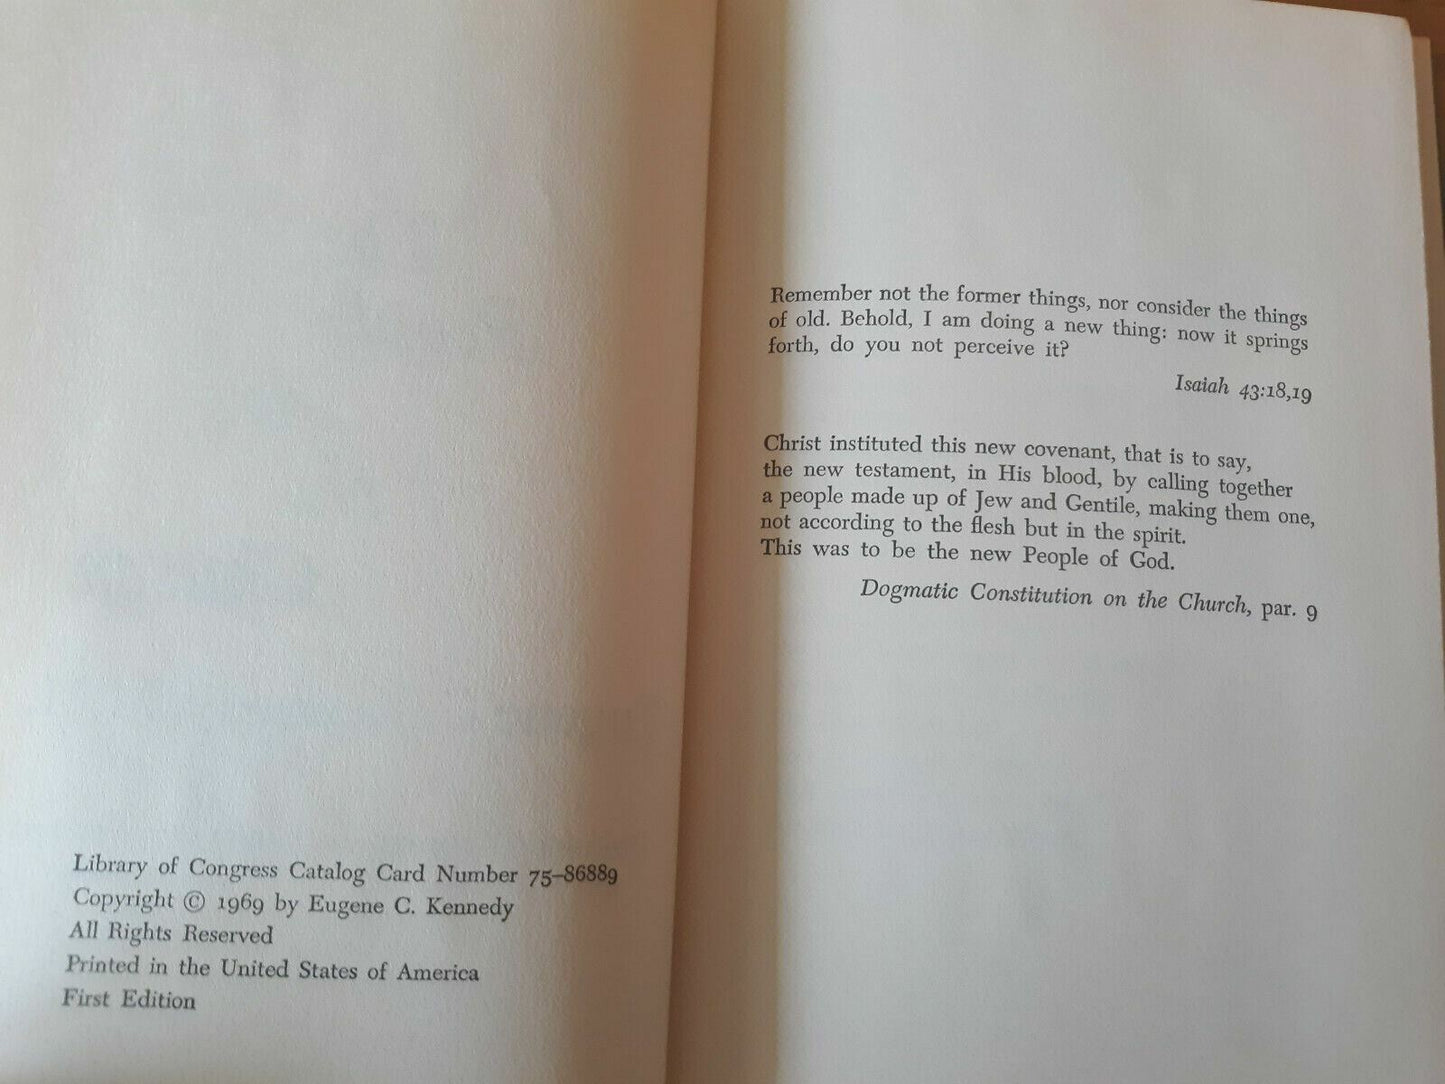 Library of Congress Catalog Card Number 75–86889
Copyright © 1969 by Eugene C. Kennedy
All Rights Reserved
Printed in the United States of America
First Edition
Remember not the former things, nor consider the things
of old. Behold, I am doing a new thing: now it springs
forth, do you not perceive it?
Isaiah 43:18,19
Christ instituted this new covenant, that is to say,
the new testament, in His blood, by calling together
a people made up of Jew and Gentile, making them one,
not according to the flesh but in the spirit.
This was to be the new People of God.
Dogmatic Constitution on the Church, par. 9